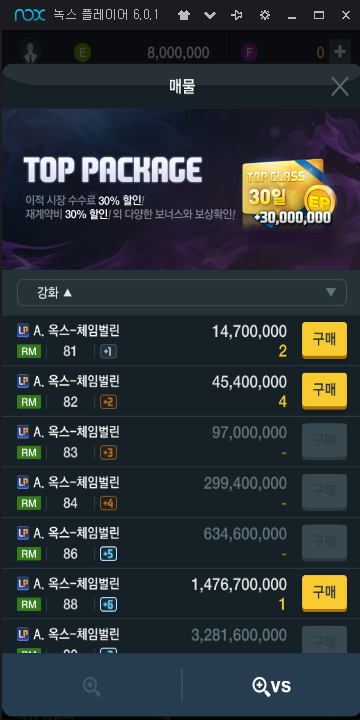 nox 녹스 플레이어 6.0.1
E 8,000,000 F 0 +
매물
TOP PACKAGE
이적 시장 수수료 30% 할인!
재계약비 30% 할인! 외 다양한 보너스와 보상확인!
TOP CLASS
30일
EP
+30,000,000
강화 ▲
LP A. 옥스-체임벌린 14,700,000 구매
RM 81 +1 2
LP A. 옥스-체임벌린 45,400,000 구매
RM 82 +2 4
LP A. 옥스-체임벌린 97,000,000 구매
RM 83 +3 -
LP A. 옥스-체임벌린 299,400,000 구매
RM 84 +4 -
LP A. 옥스-체임벌린 634,600,000 구매
RM 86 +5 -
LP A. 옥스-체임벌린 1,476,700,000 구매
RM 88 +6 1
LP A. 옥스-체임벌린 3,281,600,000 구매
RM
VS